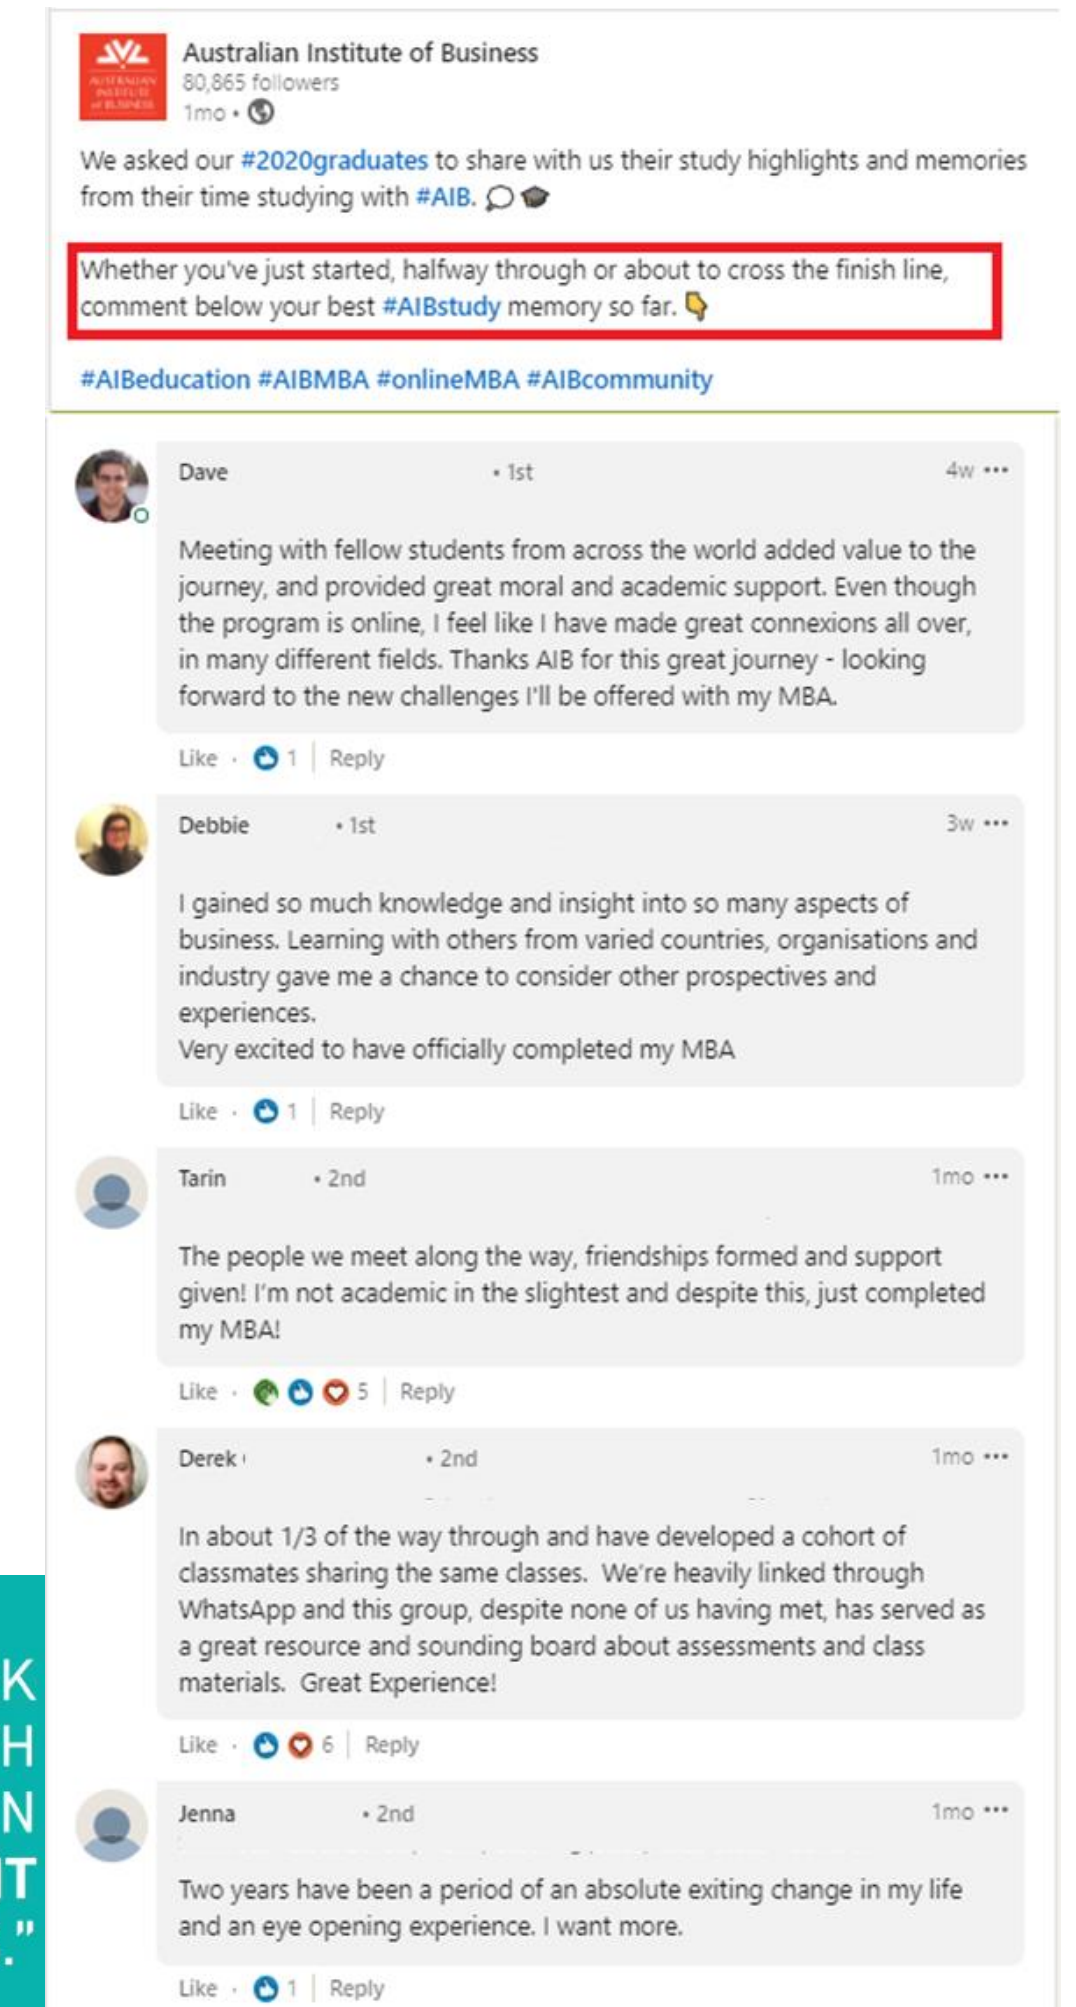 AUSTRALIAN
INSTITUTE
of BUSINESS
Australian Institute of Business
80,865 followers
1mo •
We asked our #2020graduates to share with us their study highlights and memories
from their time studying with #AIB. 💭🎓
Whether you've just started, halfway through or about to cross the finish line,
comment below your best #AIBstudy memory so far. 👇
#AIBeducation #AIBMBA #onlineMBA #AIBcommunity
Dave • 1st 4w •••
Meeting with fellow students from across the world added value to the
journey, and provided great moral and academic support. Even though
the program is online, I feel like I have made great connexions all over,
in many different fields. Thanks AIB for this great journey - looking
forward to the new challenges I'll be offered with my MBA.
Like · 1 | Reply
Debbie • 1st 3w •••
I gained so much knowledge and insight into so many aspects of
business. Learning with others from varied countries, organisations and
industry gave me a chance to consider other prospectives and
experiences.
Very excited to have officially completed my MBA
Like · 1 | Reply
Tarin • 2nd 1mo •••
The people we meet along the way, friendships formed and support
given! I'm not academic in the slightest and despite this, just completed
my MBA!
Like · 5 | Reply
Derek • 2nd 1mo •••
In about 1/3 of the way through and have developed a cohort of
classmates sharing the same classes. We're heavily linked through
WhatsApp and this group, despite none of us having met, has served as
a great resource and sounding board about assessments and class
materials. Great Experience!
Like · 6 | Reply
Jenna • 2nd 1mo •••
Two years have been a period of an absolute exiting change in my life
and an eye opening experience. I want more.
Like · 1 | Reply
K
H
N
T
."